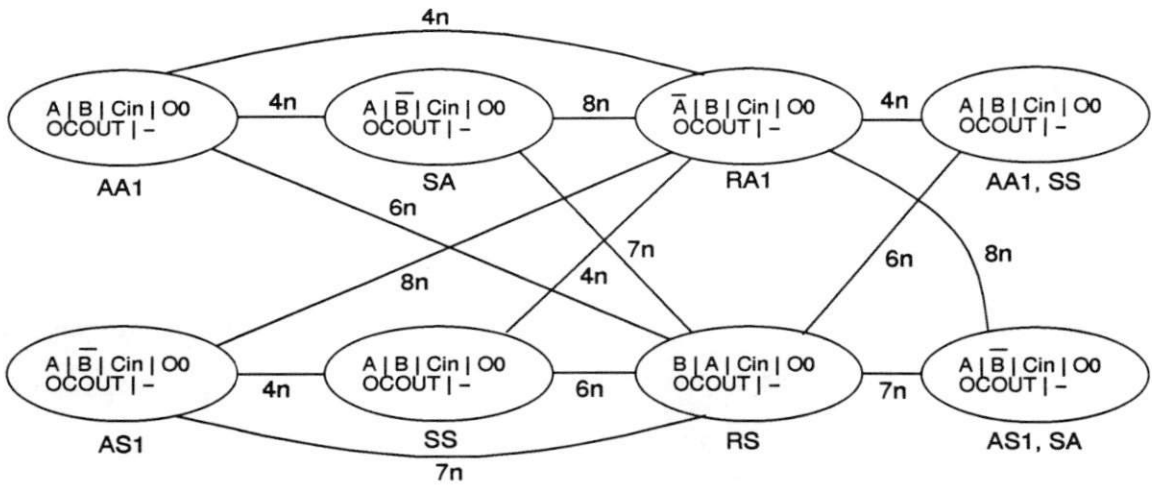 4n
A | B | Cin | O0
OCOUT | –
AA1
4n
A | B̅ | Cin | O0
OCOUT | –
SA
8n
A̅ | B | Cin | O0
OCOUT | –
RA1
4n
A | B | Cin | O0
OCOUT | –
AA1, SS
6n
8n
7n
4n
6n
8n
A | B̅ | Cin | O0
OCOUT | –
AS1
4n
A | B | Cin | O0
OCOUT | –
SS
6n
B | A | Cin | O0
OCOUT | –
RS
7n
A | B̅ | Cin | O0
OCOUT | –
AS1, SA
7n